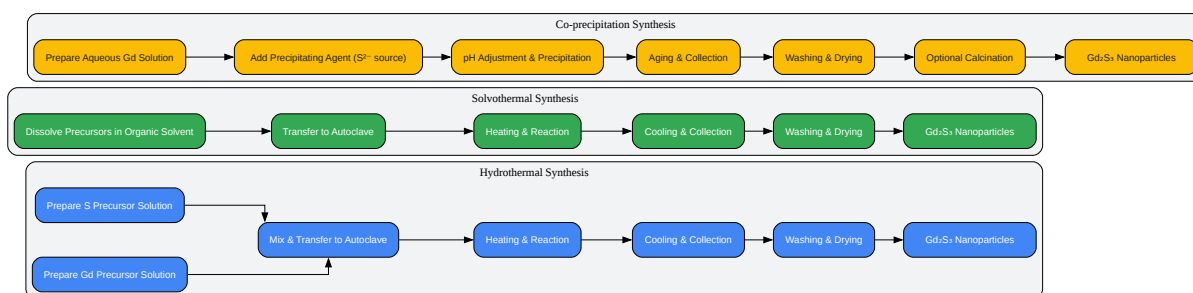 Co-precipitation Synthesis
Prepare Aqueous Gd Solution
Add Precipitating Agent (S²⁻ source)
pH Adjustment & Precipitation
Aging & Collection
Washing & Drying
Optional Calcination
Gd₂S₃ Nanoparticles
Solvothermal Synthesis
Dissolve Precursors in Organic Solvent
Transfer to Autoclave
Heating & Reaction
Cooling & Collection
Washing & Drying
Gd₂S₃ Nanoparticles
Hydrothermal Synthesis
Prepare S Precursor Solution
Prepare Gd Precursor Solution
Mix & Transfer to Autoclave
Heating & Reaction
Cooling & Collection
Washing & Drying
Gd₂S₃ Nanoparticles